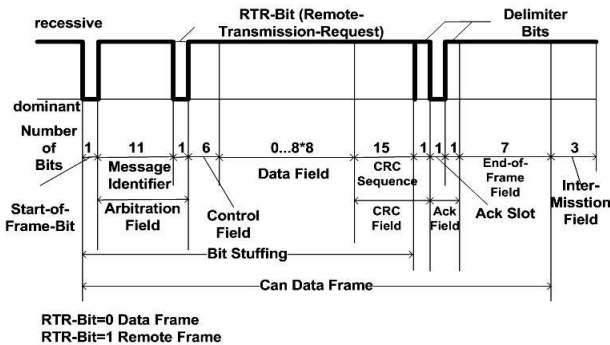 recessive
RTR-Bit (Remote-
Transmission-Request)
Delimiter
Bits
dominant
Number
of
Bits
1 11 1 6 0...8*8 15 1 1 1 7 3
Message
Identifier
Data Field
CRC
Sequence
End-of-
Frame Field
Start-of-
Frame-Bit
Arbitration
Field
Control
Field
CRC
Field
Ack
Field
Ack Slot
Inter-
Misstion
Field
Bit Stuffing
Can Data Frame
RTR-Bit=0 Data Frame
RTR-Bit=1 Remote Frame